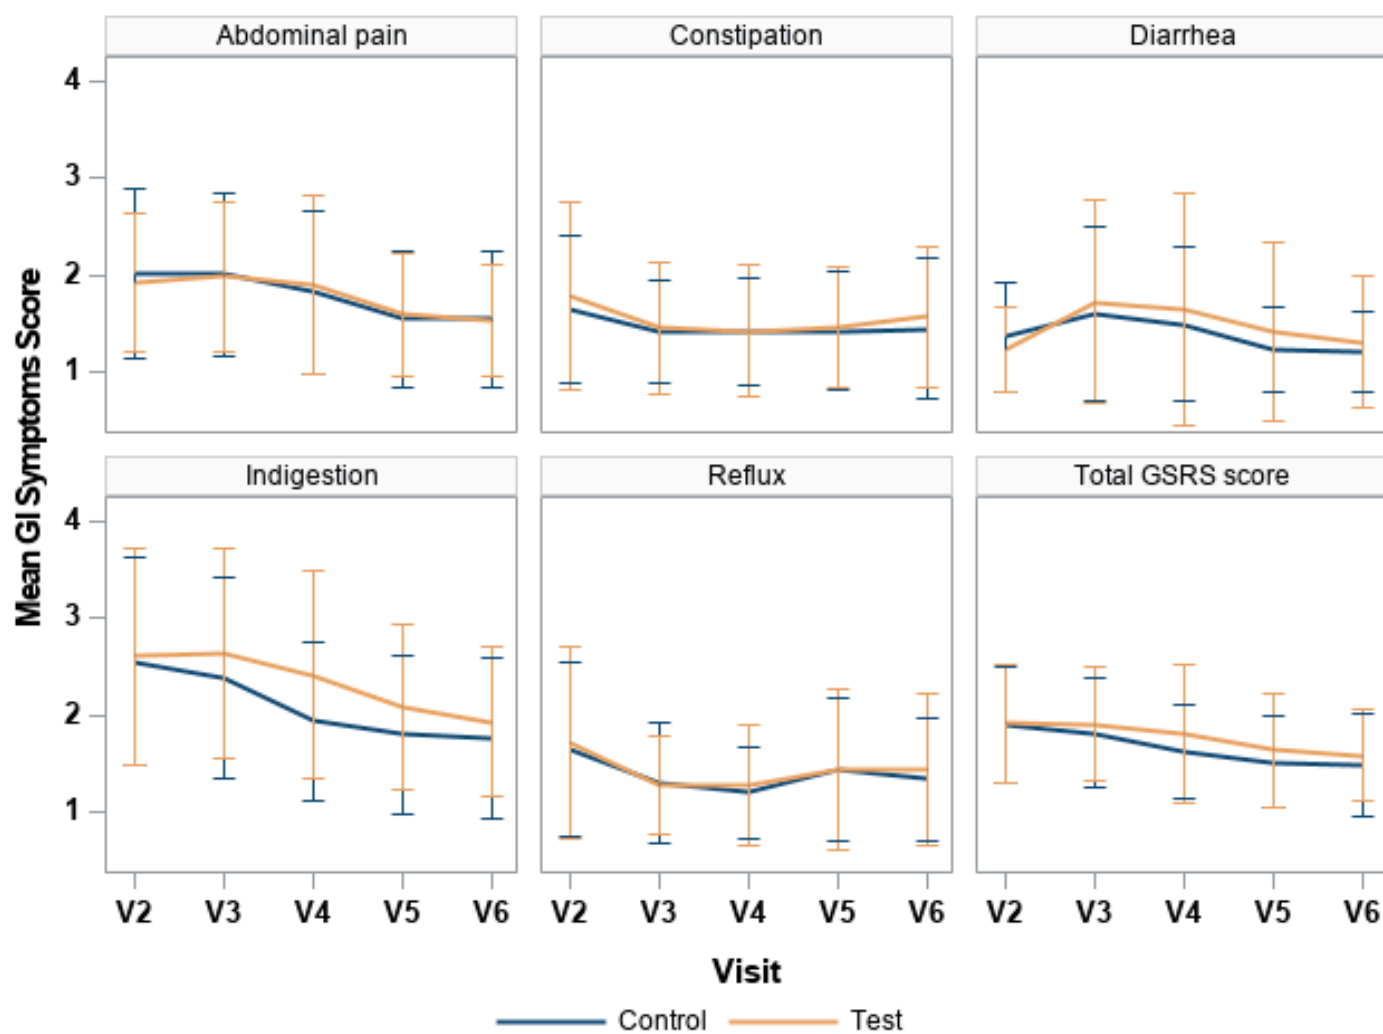 Abdominal pain
Constipation
Diarrhea
4
3
2
1
Indigestion
Reflux
Total GSRS score
4
3
2
1
Mean GI Symptoms Score
V2 V3 V4 V5 V6
V2 V3 V4 V5 V6
V2 V3 V4 V5 V6
Visit
Control
Test